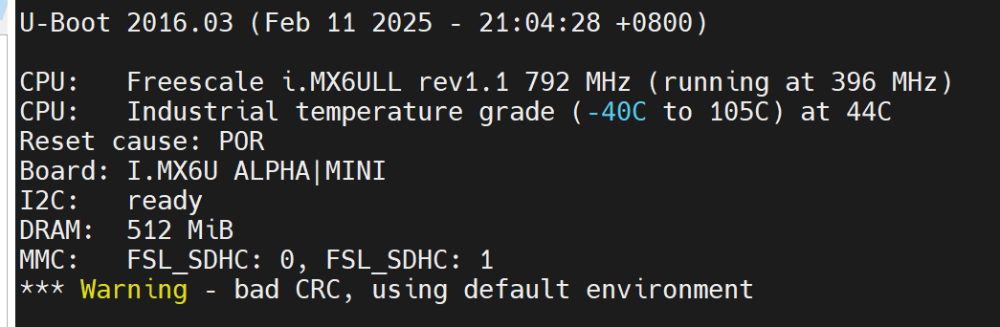 U-Boot 2016.03 (Feb 11 2025 - 21:04:28 +0800)
CPU:   Freescale i.MX6ULL rev1.1 792 MHz (running at 396 MHz)
CPU:   Industrial temperature grade (-40C to 105C) at 44C
Reset cause: POR
Board: I.MX6U ALPHA|MINI
I2C:   ready
DRAM:  512 MiB
MMC:   FSL_SDHC: 0, FSL_SDHC: 1
*** Warning - bad CRC, using default environment